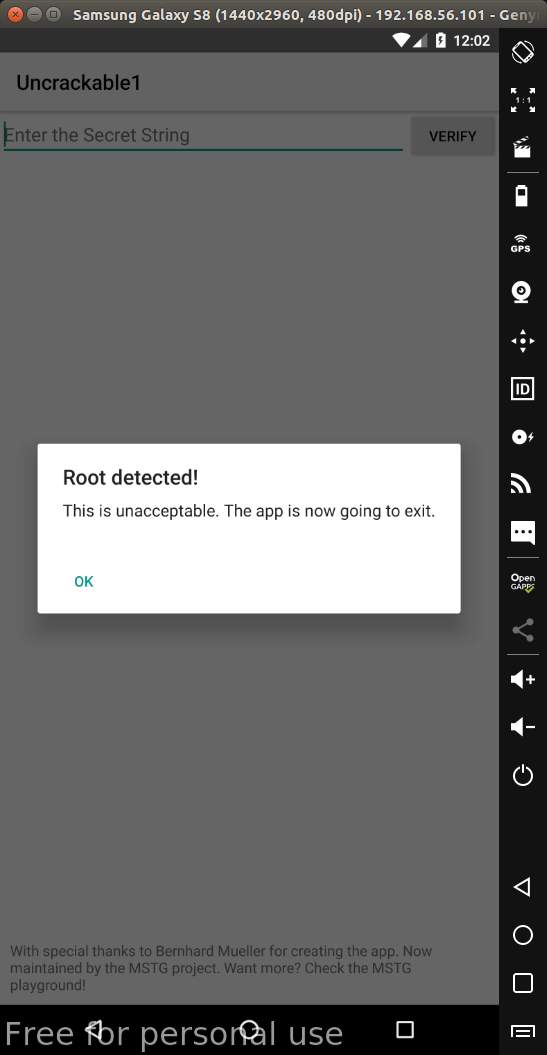 Samsung Galaxy S8 (1440x2960, 480dpi) - 192.168.56.101 - Geny
12:02
Uncrackable1
Enter the Secret String
VERIFY
1:1
GPS
ID
Root detected!
This is unacceptable. The app is now going to exit.
OK
Open
GAPPS
With special thanks to Bernhard Mueller for creating the app. Now
maintained by the MSTG project. Want more? Check the MSTG
playground!
Free for personal use